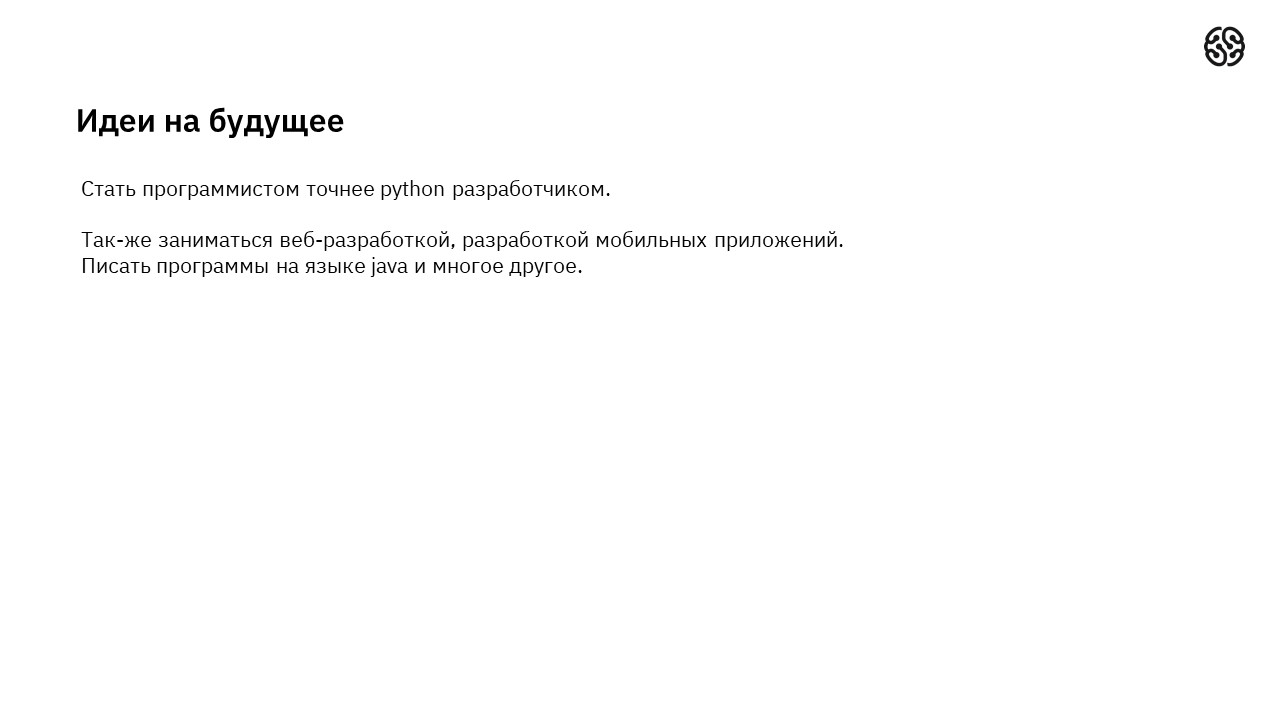 Идеи на будущее
Стать программистом точнее python разработчиком.
Так-же заниматься веб-разработкой, разработкой мобильных приложений.
Писать программы на языке java и многое другое.